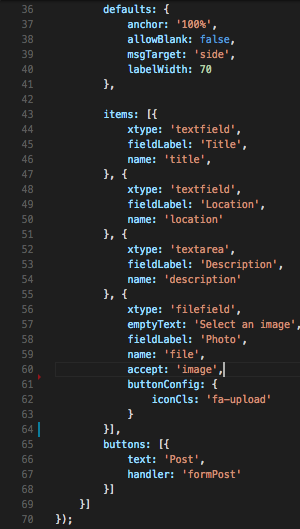 36 defaults: {
37 anchor: '100%',
38 allowBlank: false,
39 msgTarget: 'side',
40 labelWidth: 70
41 },
42
43 items: [{
44 xtype: 'textfield',
45 fieldLabel: 'Title',
46 name: 'title',
47 }, {
48 xtype: 'textfield',
49 fieldLabel: 'Location',
50 name: 'location'
51 }, {
52 xtype: 'textarea',
53 fieldLabel: 'Description',
54 name: 'description'
55 }, {
56 xtype: 'filefield',
57 emptyText: 'Select an image',
58 fieldLabel: 'Photo',
59 name: 'file',
60 accept: 'image',
61 buttonConfig: {
62 iconCls: 'fa-upload'
63 }
64 }],
65 buttons: [{
66 text: 'Post',
67 handler: 'formPost'
68 }]
69 }]
70 });